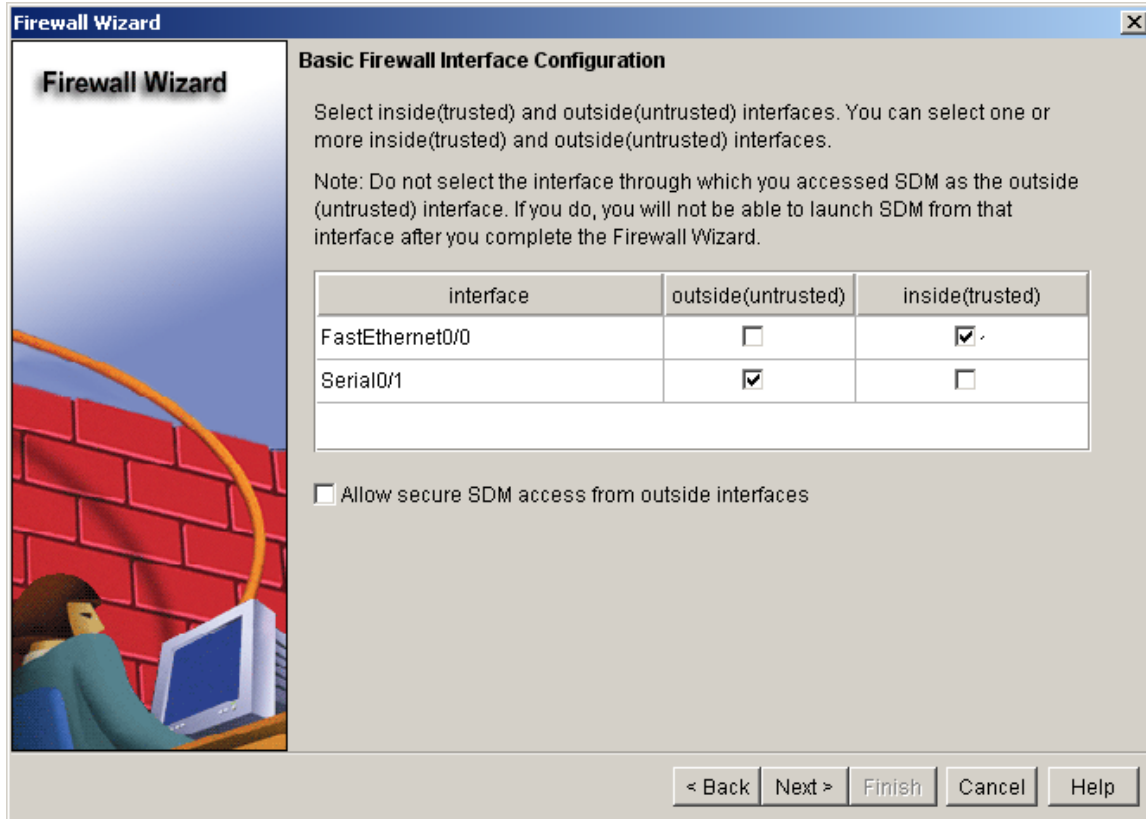 Firewall Wizard
Firewall Wizard
Basic Firewall Interface Configuration
Select inside(trusted) and outside(untrusted) interfaces. You can select one or
more inside(trusted) and outside(untrusted) interfaces.
Note: Do not select the interface through which you accessed SDM as the outside
(untrusted) interface. If you do, you will not be able to launch SDM from that
interface after you complete the Firewall Wizard.
interface outside(untrusted) inside(trusted)
FastEthernet0/0
Serial0/1
Allow secure SDM access from outside interfaces
< Back Next > Finish Cancel Help